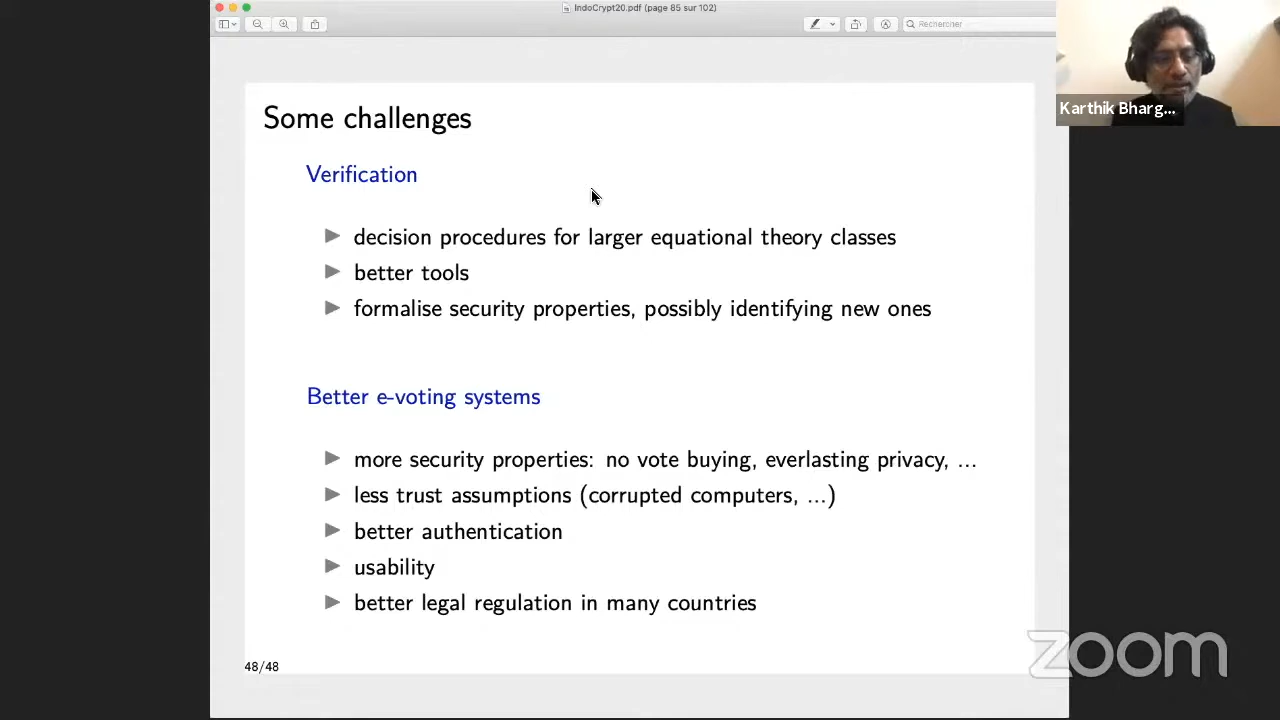 IndoCrypt20.pdf (page 85 sur 102)
Rechercher
Karthik Bharg...
Some challenges
Verification
decision procedures for larger equational theory classes
better tools
formalise security properties, possibly identifying new ones
Better e-voting systems
more security properties: no vote buying, everlasting privacy, ...
less trust assumptions (corrupted computers, ...)
better authentication
usability
better legal regulation in many countries
48/48
zoom